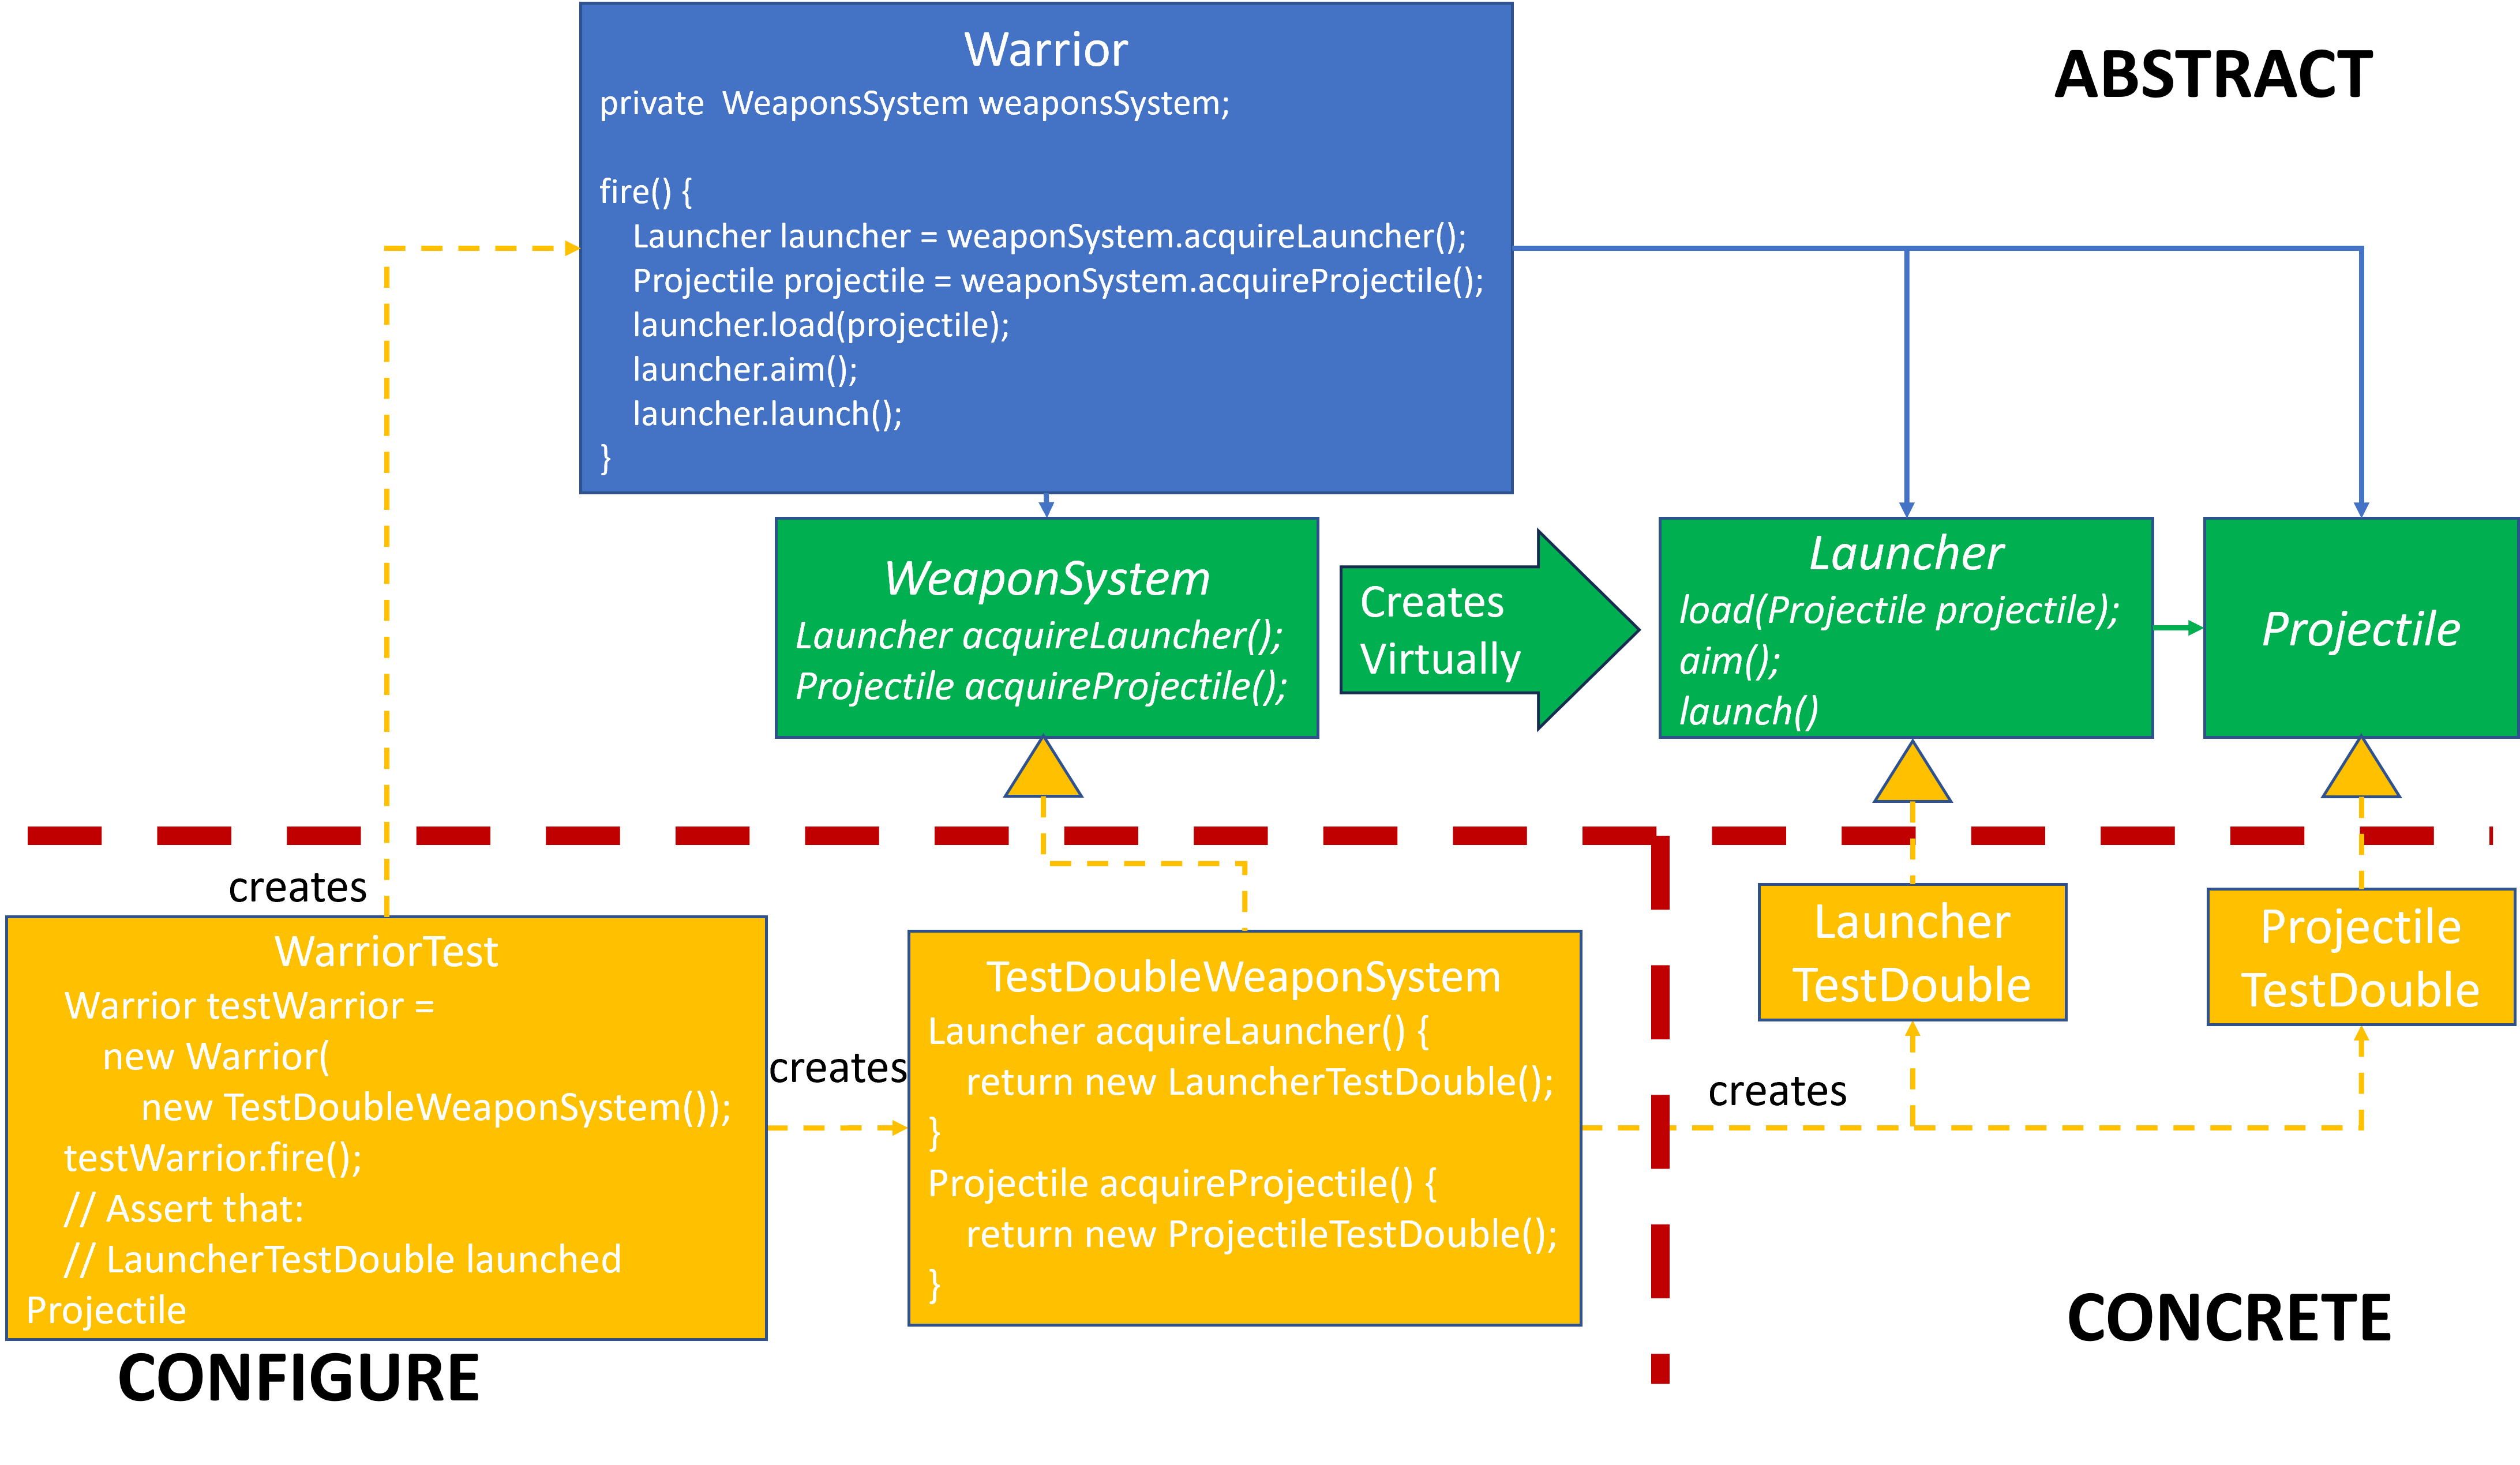 Warrior
private  WeaponsSystem weaponsSystem;
fire() {
Launcher launcher = weaponSystem.acquireLauncher();
Projectile projectile = weaponSystem.acquireProjectile();
launcher.load(projectile);
launcher.aim();
launcher.launch();
}
ABSTRACT
WeaponSystem
Launcher acquireLauncher();
Projectile acquireProjectile();
Creates
Virtually
Launcher
load(Projectile projectile);
aim();
launch()
Projectile
creates
WarriorTest
Warrior testWarrior =
new Warrior(
new TestDoubleWeaponSystem());
testWarrior.fire();
// Assert that:
// LauncherTestDouble launched
Projectile
CONFIGURE
creates
TestDoubleWeaponSystem
Launcher acquireLauncher() {
return new LauncherTestDouble();
}
Projectile acquireProjectile() {
return new ProjectileTestDouble();
}
creates
Launcher
TestDouble
Projectile
TestDouble
CONCRETE